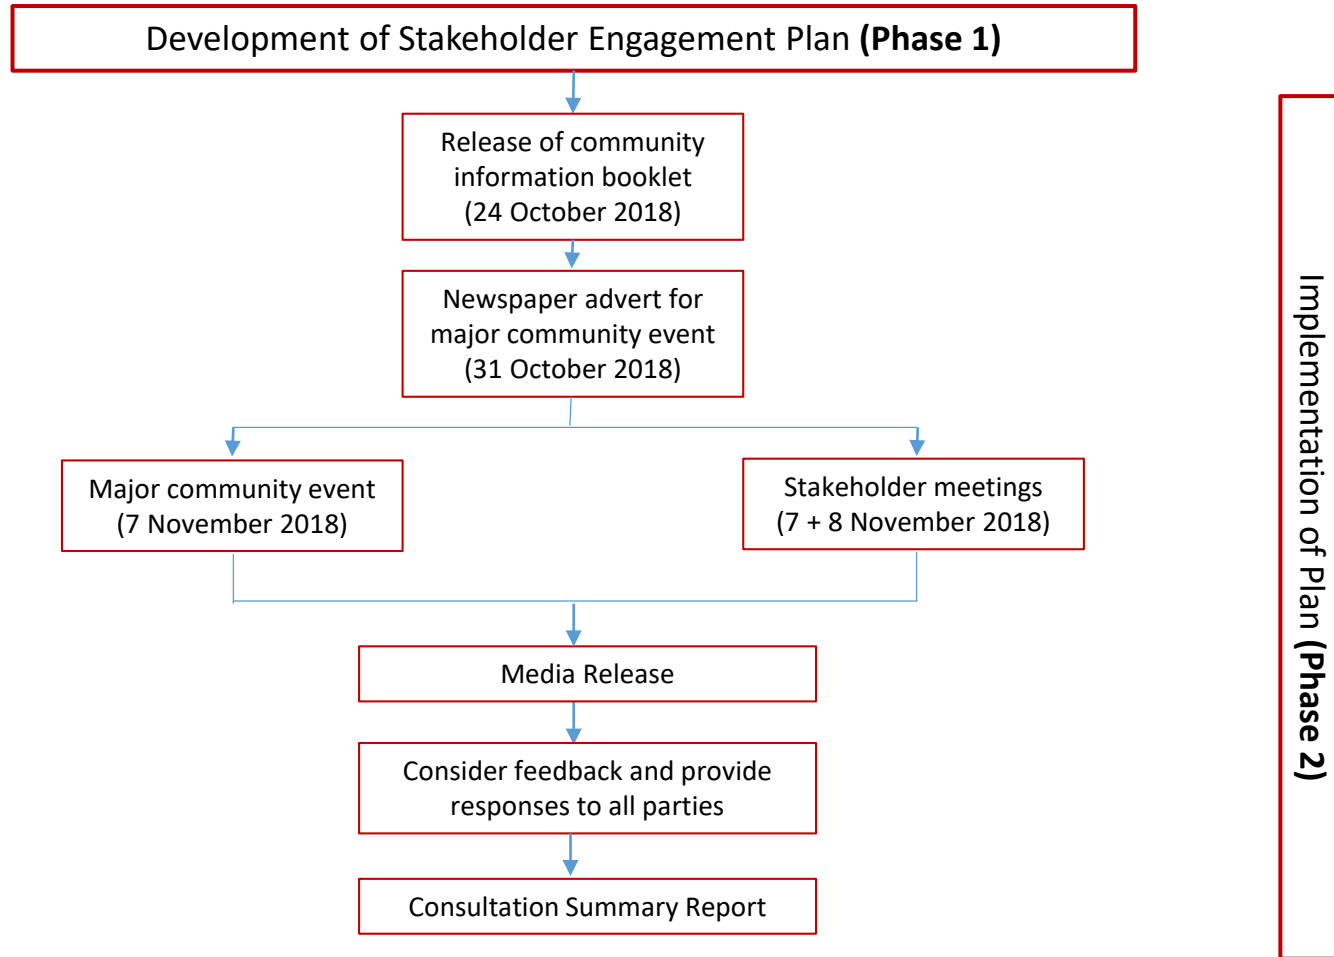 Development of Stakeholder Engagement Plan (Phase 1)
Release of community
information booklet
(24 October 2018)
Newspaper advert for
major community event
(31 October 2018)
Major community event
(7 November 2018)
Stakeholder meetings
(7 + 8 November 2018)
Media Release
Consider feedback and provide
responses to all parties
Consultation Summary Report
Implementation of Plan (Phase 2)